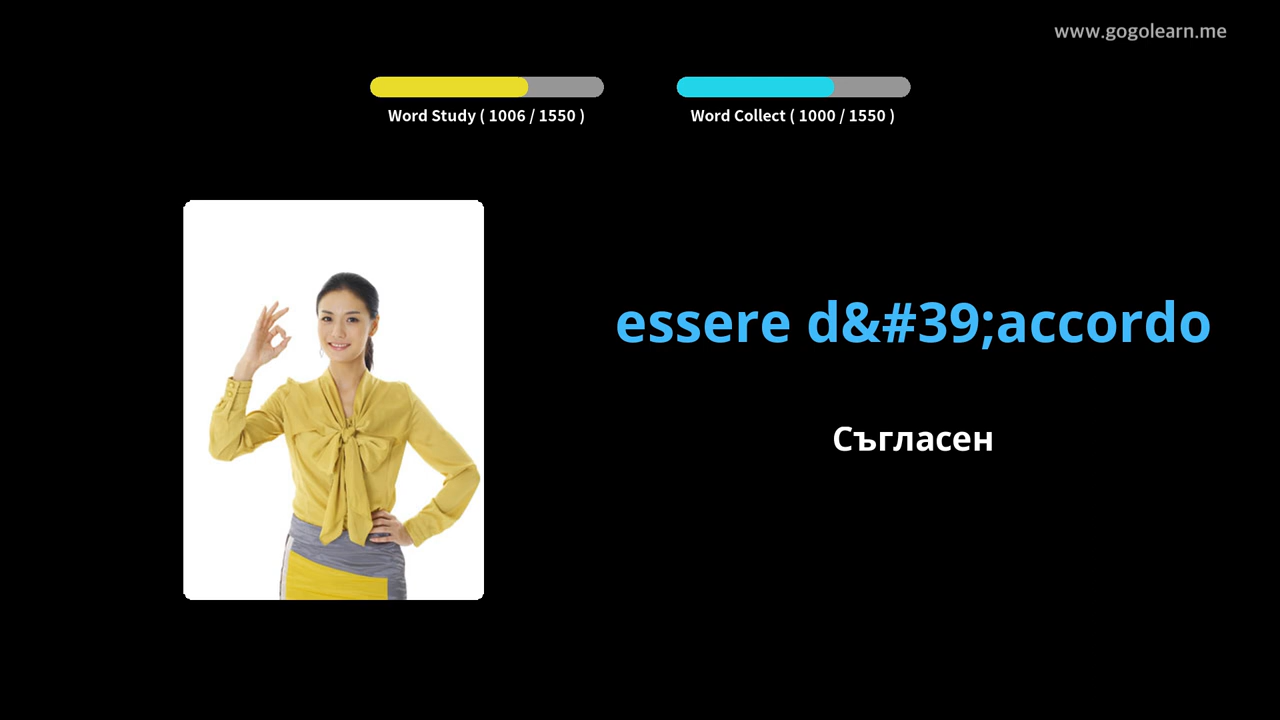 www.gogolearn.me
Word Study ( 1006 / 1550 )
Word Collect ( 1000 / 1550 )
essere d&#39;accordo
Съгласен